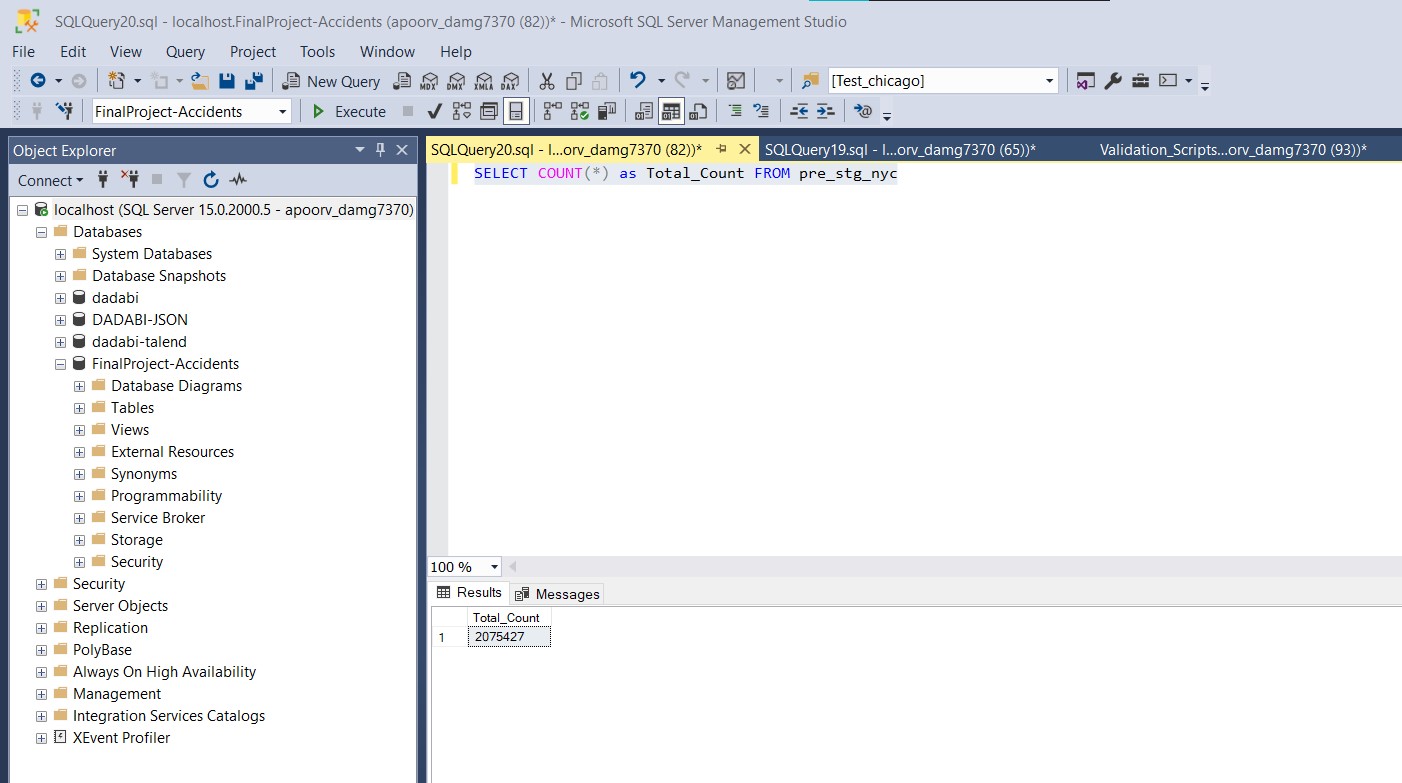 SQLQuery20.sql - localhost.FinalProject-Accidents (apoorv_damg7370 (82))* - Microsoft SQL Server Management Studio
File Edit View Query Project Tools Window Help
New Query MDX DMX XMLA DAX [Test_chicago]
FinalProject-Accidents Execute
Object Explorer
Connect
localhost (SQL Server 15.0.2000.5 - apoorv_damg7370)
Databases
System Databases
Database Snapshots
dadabi
DADABI-JSON
dadabi-talend
FinalProject-Accidents
Database Diagrams
Tables
Views
External Resources
Synonyms
Programmability
Service Broker
Storage
Security
Security
Server Objects
Replication
PolyBase
Always On High Availability
Management
Integration Services Catalogs
XEvent Profiler
SQLQuery20.sql - l...orv_damg7370 (82))* SQLQuery19.sql - l...orv_damg7370 (65))* Validation_Scripts...orv_damg7370 (93))*
SELECT COUNT(*) as Total_Count FROM pre_stg_nyc
100 %
Results Messages
Total_Count
1 2075427